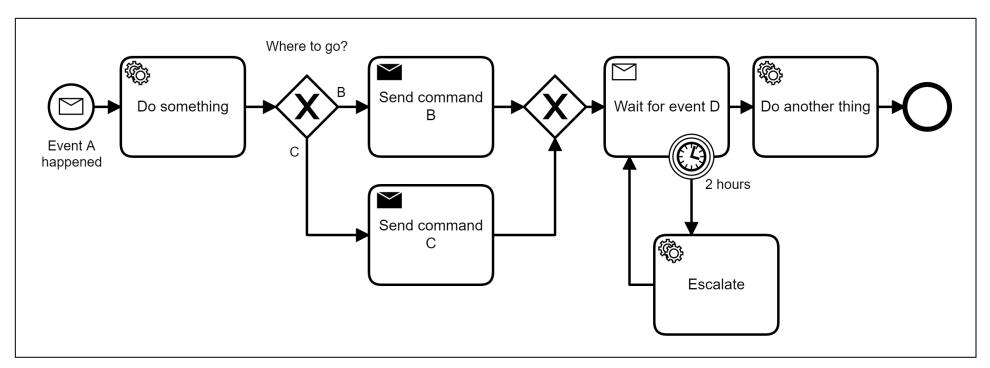 Where to go?
Event A
happened
Do something
B
C
Send command
B
Send command
C
Wait for event D
2 hours
Do another thing
Escalate